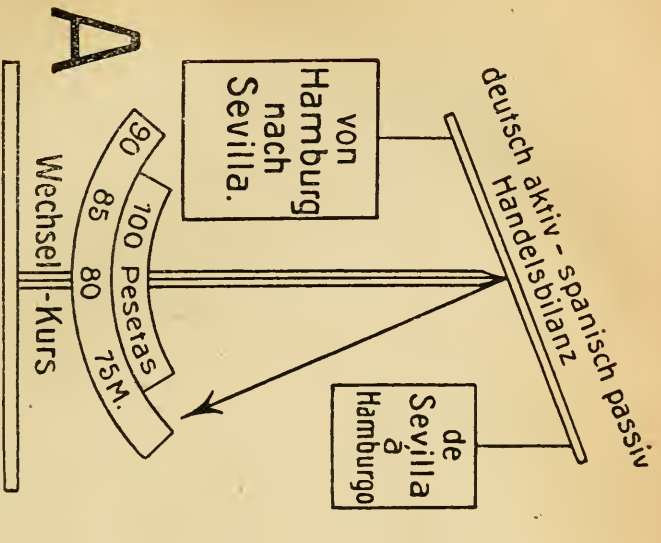 A
deutsch aktiv - spanisch passiv
Handelsbilanz
von
Hamburg
nach
Sevilla.
de
Sevilla
á
Hamburgo
100 Pesetas
90 85 80 75 M.
Wechsel-Kurs